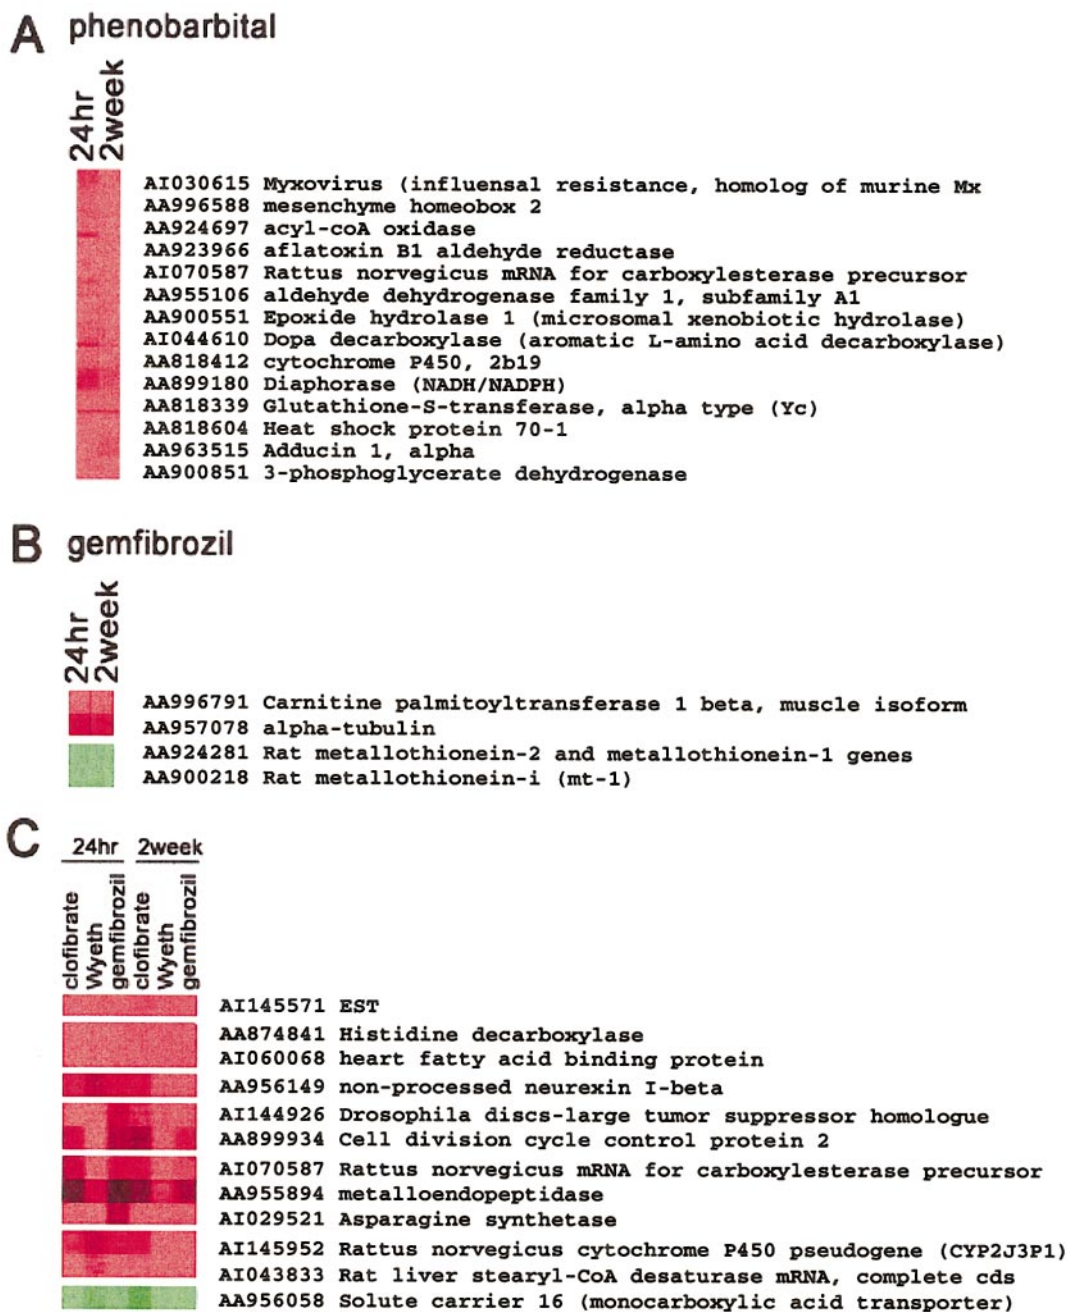 A phenobarbital
24hr
2week
AI030615 Myxovirus (influensal resistance, homolog of murine Mx
AA996588 mesenchyme homeobox 2
AA924697 acyl-coA oxidase
AA923966 aflatoxin B1 aldehyde reductase
AI070587 Rattus norvegicus mRNA for carboxylesterase precursor
AA955106 aldehyde dehydrogenase family 1, subfamily A1
AA900551 Epoxide hydrolase 1 (microsomal xenobiotic hydrolase)
AI044610 Dopa decarboxylase (aromatic L-amino acid decarboxylase)
AA818412 cytochrome P450, 2b19
AA899180 Diaphorase (NADH/NADPH)
AA818339 Glutathione-S-transferase, alpha type (Yc)
AA818604 Heat shock protein 70-1
AA963515 Adducin 1, alpha
AA900851 3-phosphoglycerate dehydrogenase
B gemfibrozil
24hr
2week
AA996791 Carnitine palmitoyltransferase 1 beta, muscle isoform
AA957078 alpha-tubulin
AA924281 Rat metallothionein-2 and metallothionein-1 genes
AA900218 Rat metallothionein-i (mt-1)
C 24hr 2week
clofibrate
Wyeth
gemfibrozil
clofibrate
Wyeth
gemfibrozil
AI145571 EST
AA874841 Histidine decarboxylase
AI060068 heart fatty acid binding protein
AA956149 non-processed neurexin I-beta
AI144926 Drosophila discs-large tumor suppressor homologue
AA899934 Cell division cycle control protein 2
AI070587 Rattus norvegicus mRNA for carboxylesterase precursor
AA955894 metalloendopeptidase
AI029521 Asparagine synthetase
AI145952 Rattus norvegicus cytochrome P450 pseudogene (CYP2J3P1)
AI043833 Rat liver stearyl-CoA desaturase mRNA, complete cds
AA956058 Solute carrier 16 (monocarboxylic acid transporter)